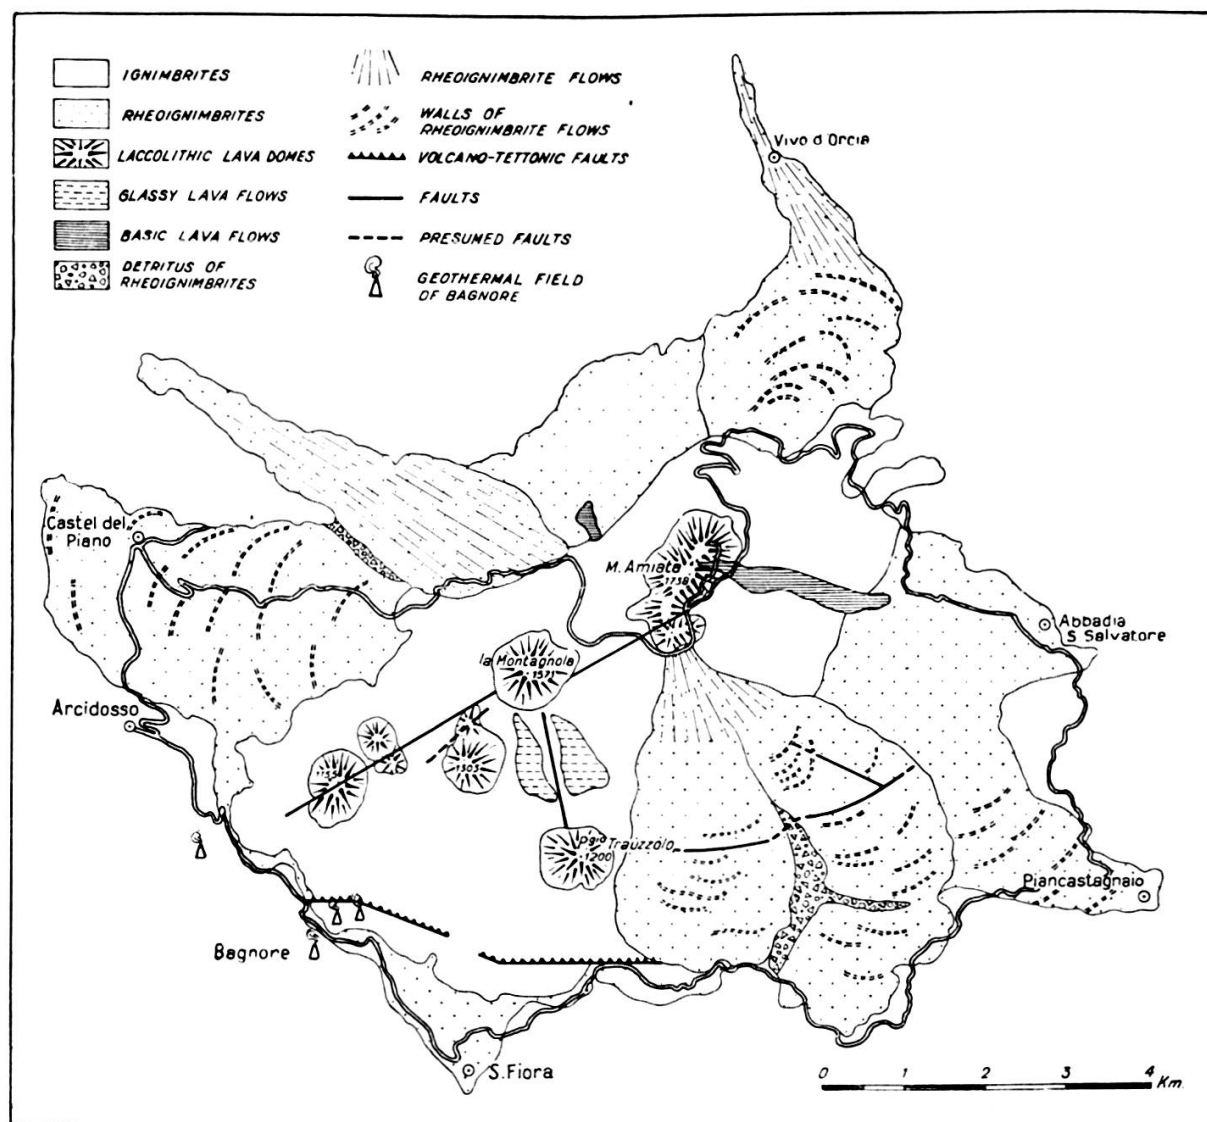 IGNIMBRITES
RHEOIGNIMBRITES
LACCOLITHIC LAVA DOMES
GLASSY LAVA FLOWS
BASIC LAVA FLOWS
DETRITUS OF
RHEOIGNIMBRITES
RHEOIGNIMBRITE FLOWS
WALLS OF
RHEOIGNIMBRITE FLOWS
VOLCANO-TETTONIC FAULTS
FAULTS
PRESUMED FAULTS
GEOTHERMAL FIELD
OF BAGNORE
Vivo d'Orcia
Castel del
Piano
M. Amiata
1738
Abbadia
S. Salvatore
la Montagnola
1571
Arcidosso
1303
Pgio Trauzzolo
1200
Piancastagnaio
Bagnore
S. Fiora
0 1 2 3 4
Km.